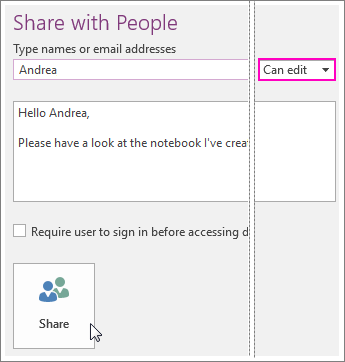 Share with People
Type names or email addresses
Andrea
Can edit
Hello Andrea,
Please have a look at the notebook I've
Require user to sign in before accessing
Share